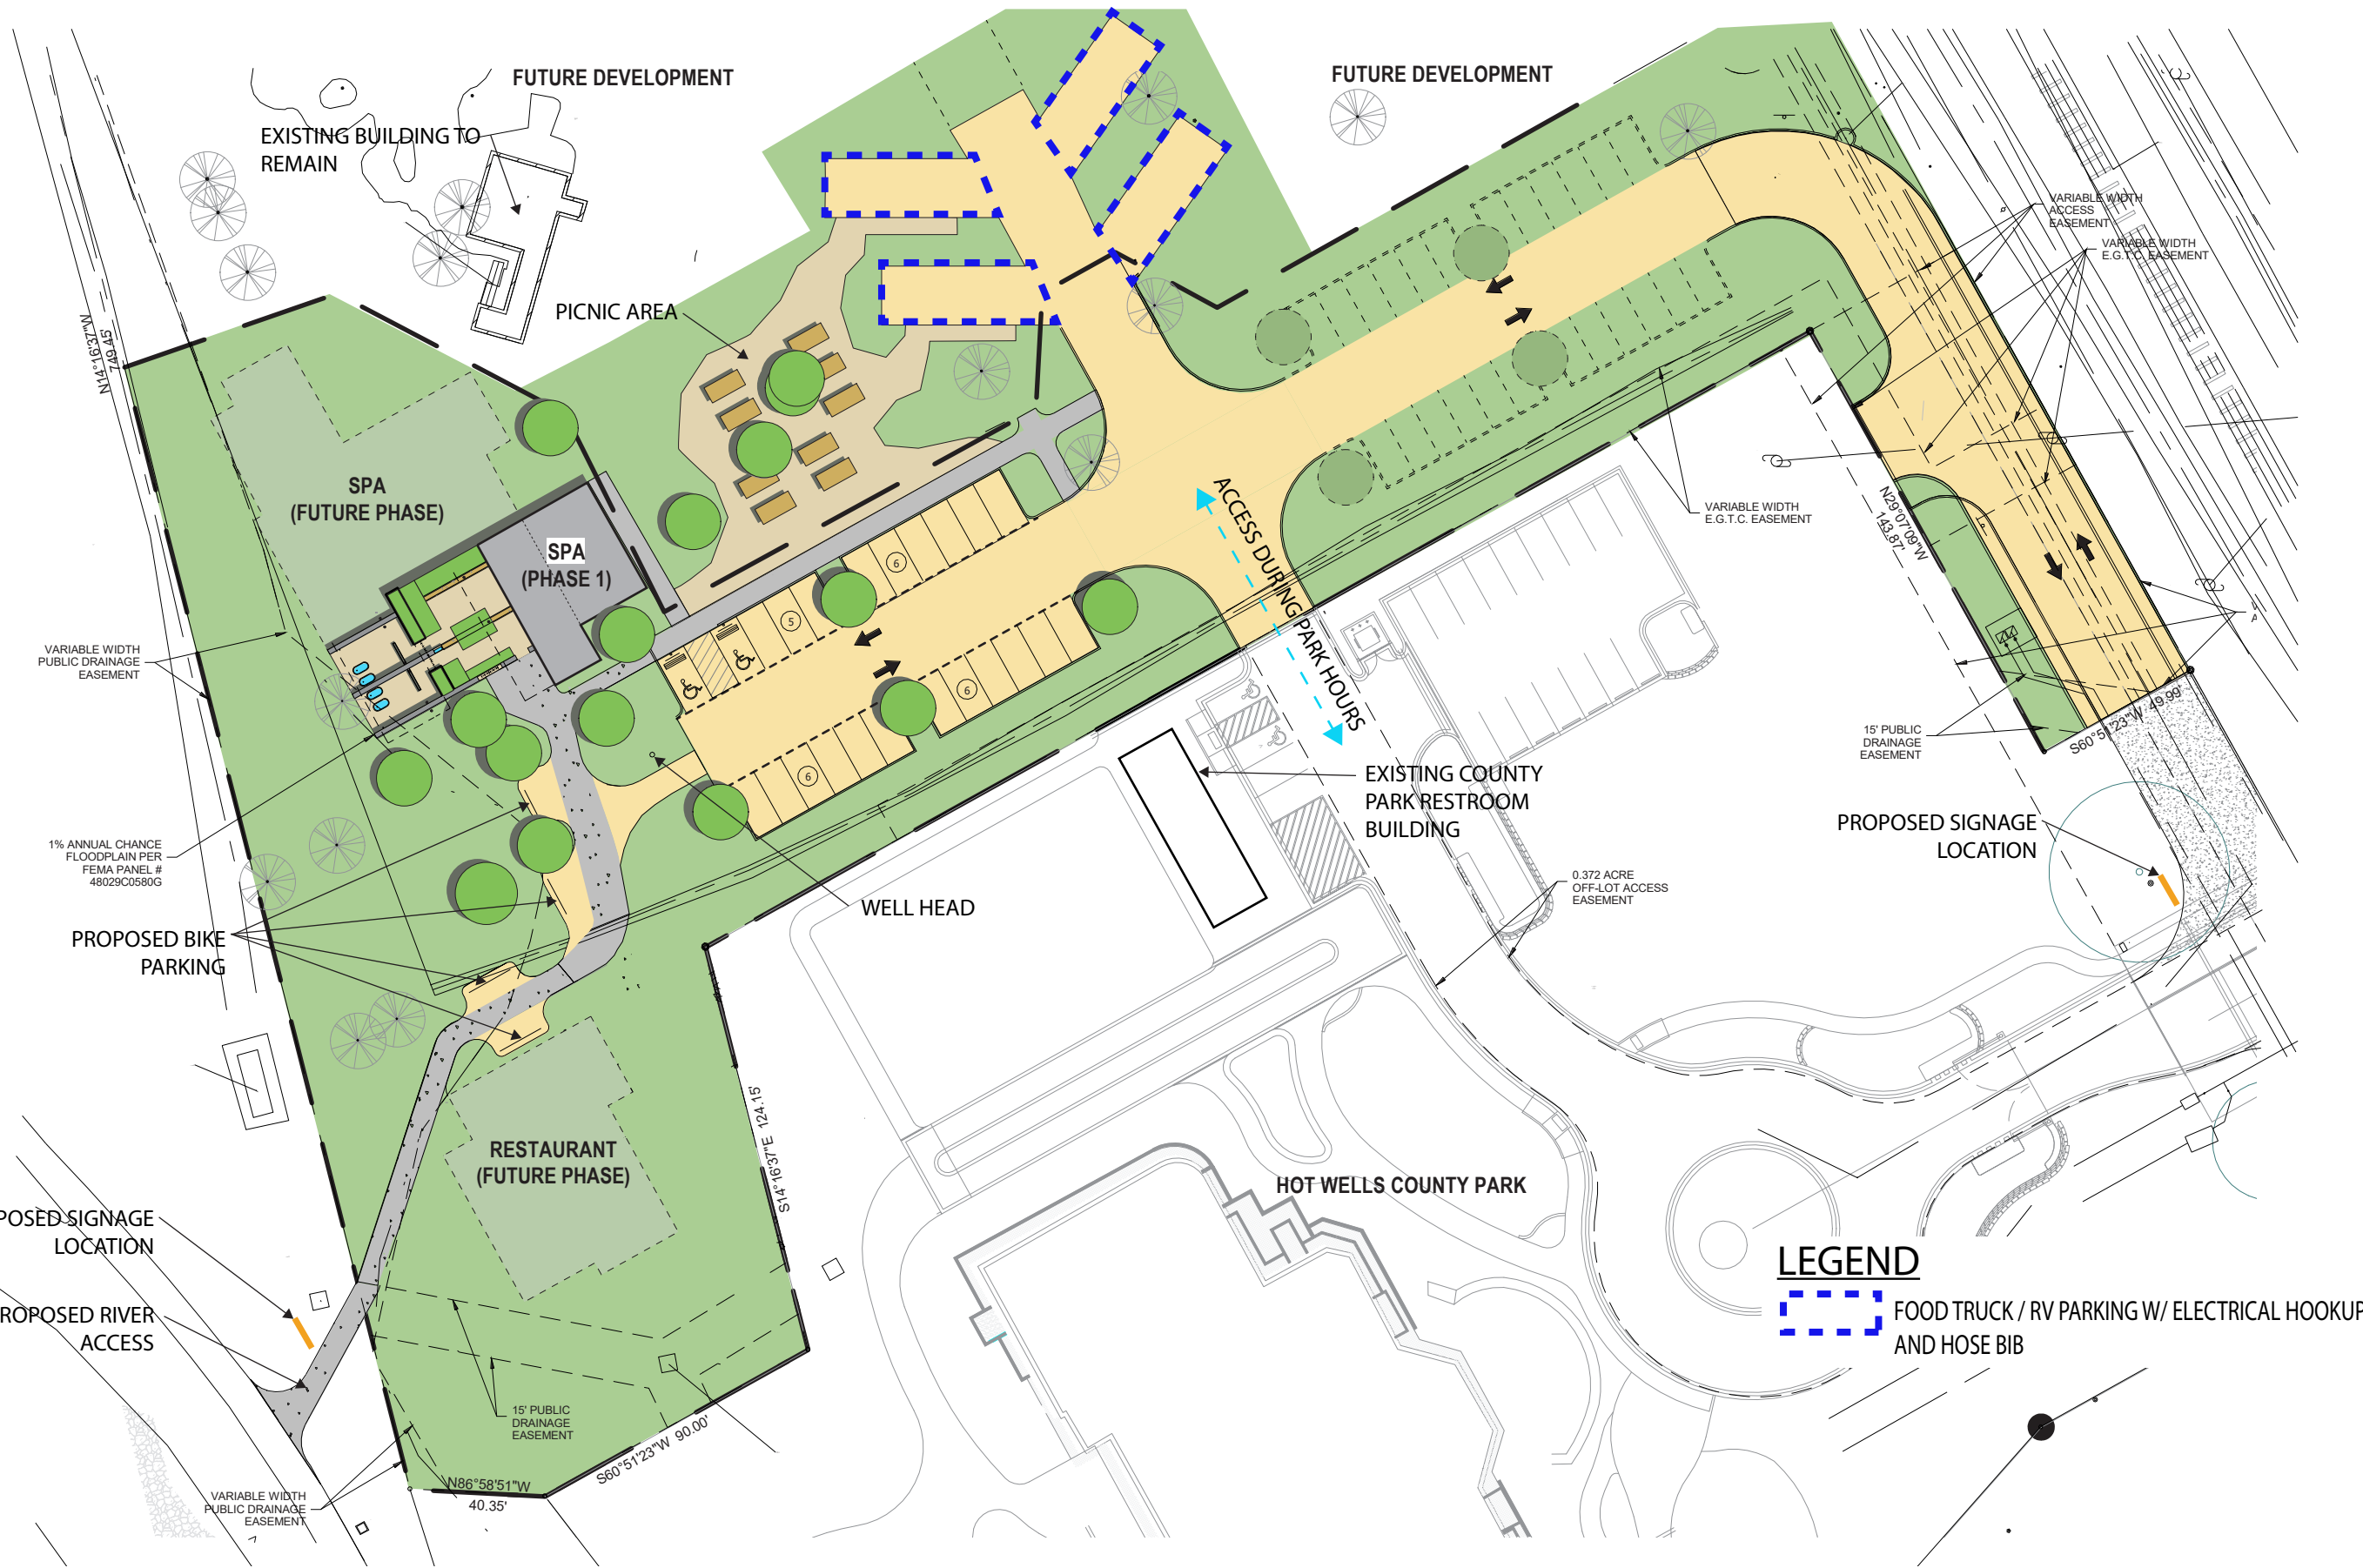 FUTURE DEVELOPMENT
FUTURE DEVELOPMENT
EXISTING BUILDING TO
REMAIN
VARIABLE WIDTH
ACCESS
EASEMENT
VARIABLE WIDTH
E.G.T.C. EASEMENT
N14°16'37"W
749.45'
PICNIC AREA
SPA
(FUTURE PHASE)
SPA
(PHASE 1)
ACCESS DURING PARK HOURS
VARIABLE WIDTH
E.G.T.C. EASEMENT
N29°07'09"W
143.87'
6
5
6
6
VARIABLE WIDTH
PUBLIC DRAINAGE
EASEMENT
A
S60°51'23"W 49.99'
15' PUBLIC
DRAINAGE
EASEMENT
EXISTING COUNTY
PARK RESTROOM
BUILDING
PROPOSED SIGNAGE
LOCATION
1% ANNUAL CHANCE
FLOODPLAIN PER
FEMA PANEL #
48029C0580G
0.372 ACRE
OFF-LOT ACCESS
EASEMENT
WELL HEAD
PROPOSED BIKE
PARKING
S14°16'37"E 124.15'
RESTAURANT
(FUTURE PHASE)
HOT WELLS COUNTY PARK
POSED SIGNAGE
LOCATION
ROPOSED RIVER
ACCESS
LEGEND
FOOD TRUCK / RV PARKING W/ ELECTRICAL HOOKUP
AND HOSE BIB
15' PUBLIC
DRAINAGE
EASEMENT
S60°51'23"W 90.00'
N86°58'51"W
40.35'
VARIABLE WIDTH
PUBLIC DRAINAGE
EASEMENT